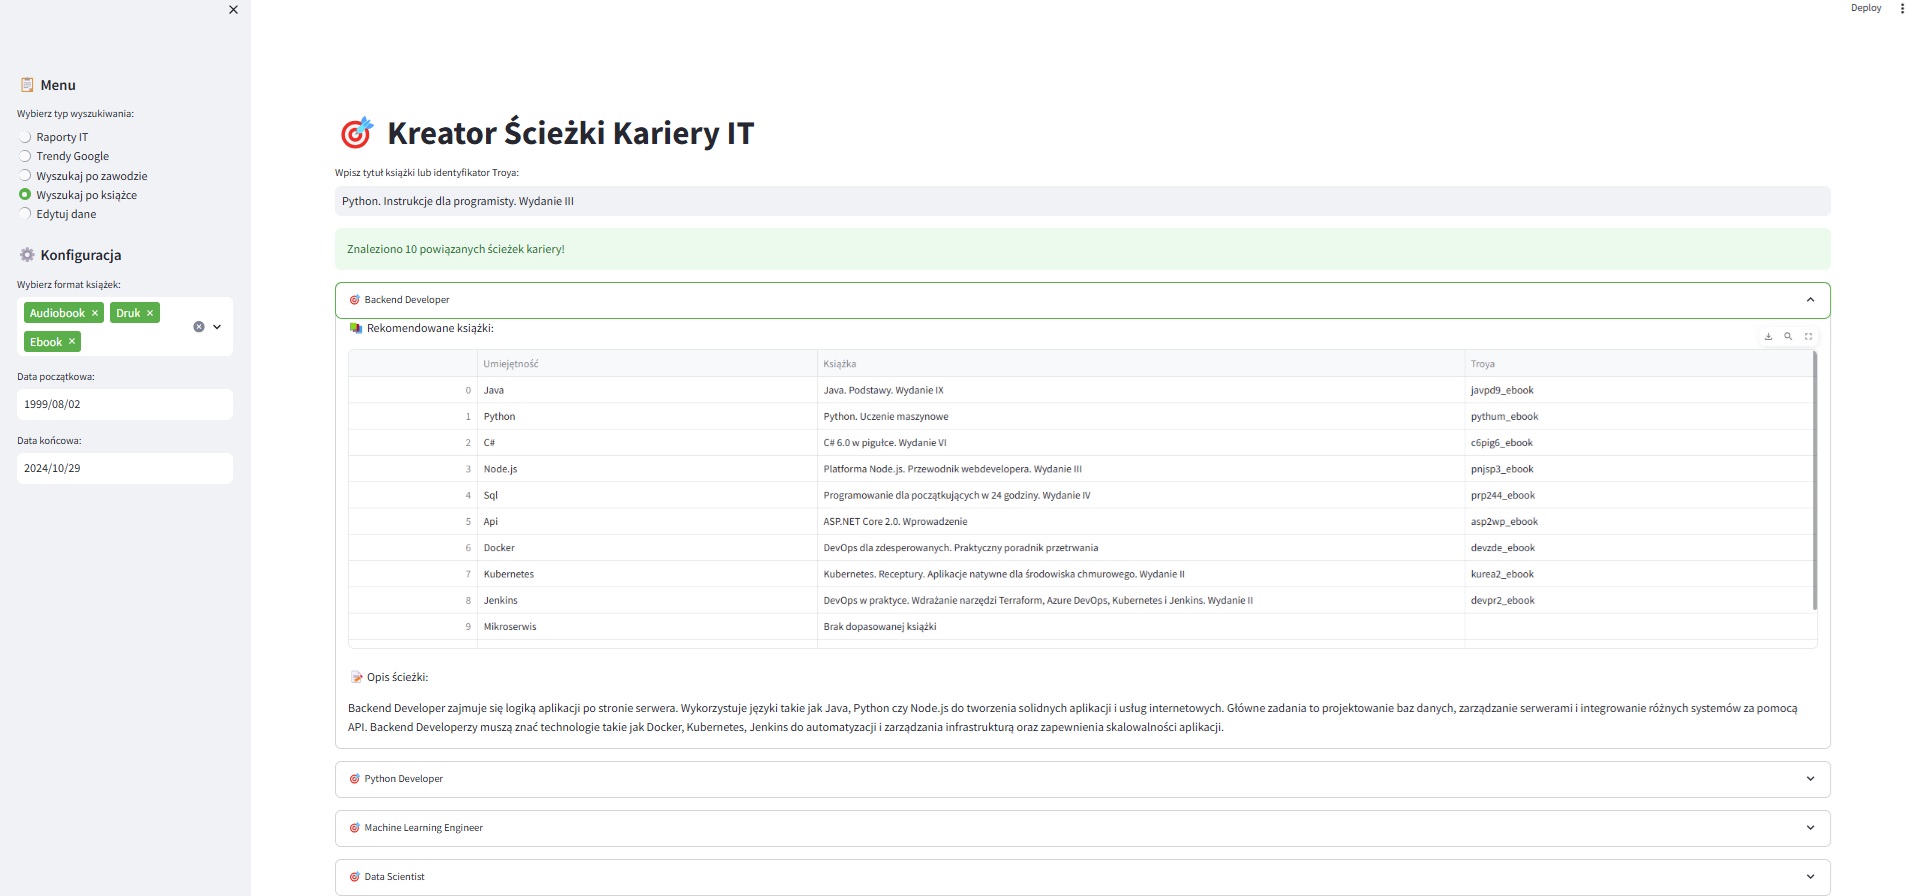 Deploy
Menu
Wybierz typ wyszukiwania:
Raporty IT
Trendy Google
Wyszukaj po zawodzie
Wyszukaj po książce
Edytuj dane
Konfiguracja
Wybierz format książek:
Audiobook × Druk ×
Ebook ×
Data początkowa:
1999/08/02
Data końcowa:
2024/10/29
Kreator Ścieżki Kariery IT
Wpisz tytuł książki lub identyfikator Troya:
Python. Instrukcje dla programisty. Wydanie III
Znaleziono 10 powiązanych ścieżek kariery!
Backend Developer
Rekomendowane książki:
Umiejętność Książka Troya
0 Java Java. Podstawy. Wydanie IX javpd9_ebook
1 Python Python. Uczenie maszynowe pythum_ebook
2 C# C# 6.0 w pigułce. Wydanie VI c6pig6_ebook
3 Node.js Platforma Node.js. Przewodnik webdevelopera. Wydanie III pnjsp3_ebook
4 Sql Programowanie dla początkujących w 24 godziny. Wydanie IV prp244_ebook
5 Api ASP.NET Core 2.0. Wprowadzenie asp2wp_ebook
6 Docker DevOps dla zdesperowanych. Praktyczny poradnik przetrwania devzde_ebook
7 Kubernetes Kubernetes. Receptury. Aplikacje natywne dla środowiska chmurowego. Wydanie II kurea2_ebook
8 Jenkins DevOps w praktyce. Wdrażanie narzędzi Terraform, Azure DevOps, Kubernetes i Jenkins. Wydanie II devpr2_ebook
9 Mikroserwis Brak dopasowanej książki
Opis ścieżki:
Backend Developer zajmuje się logiką aplikacji po stronie serwera. Wykorzystuje języki takie jak Java, Python czy Node.js do tworzenia solidnych aplikacji i usług internetowych. Główne zadania to projektowanie baz danych, zarządzanie serwerami i integrowanie różnych systemów za pomocą
API. Backend Developerzy muszą znać technologie takie jak Docker, Kubernetes, Jenkins do automatyzacji i zarządzania infrastrukturą oraz zapewnienia skalowalności aplikacji.
Python Developer
Machine Learning Engineer
Data Scientist